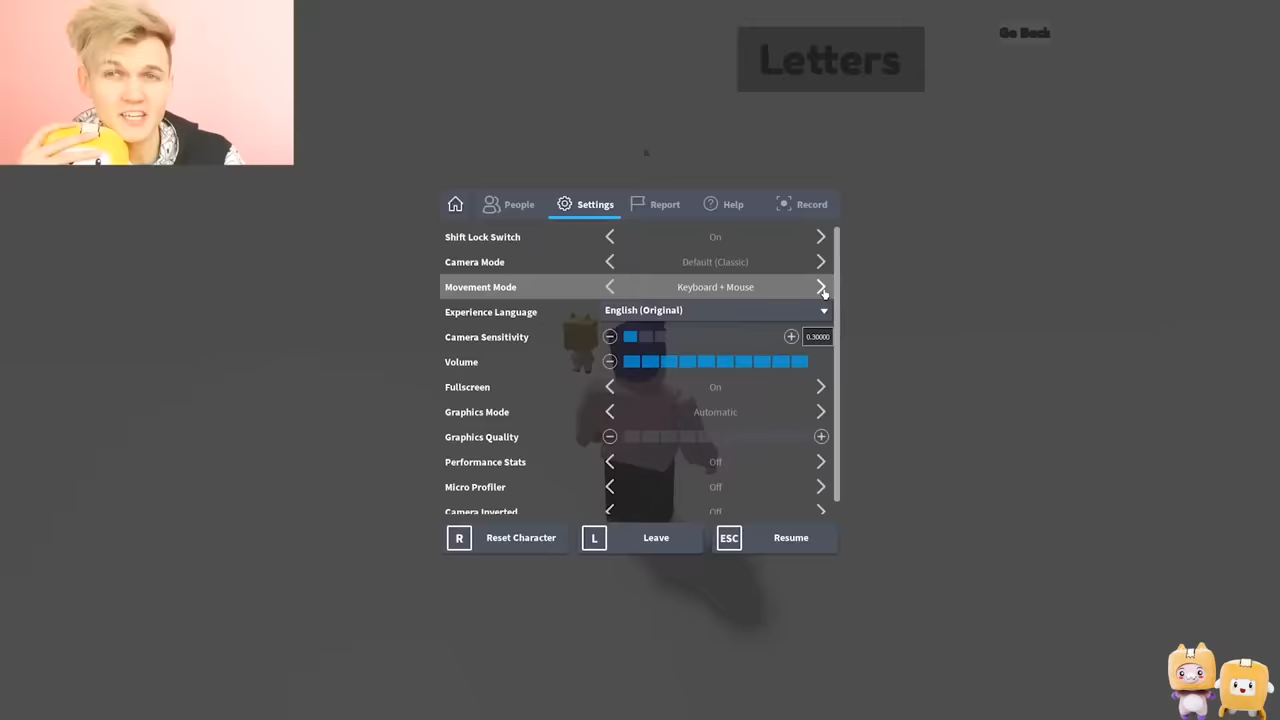 Letters
Go Back
People
Settings
Report
Help
Record
Shift Lock Switch
On
Camera Mode
Default (Classic)
Movement Mode
Keyboard + Mouse
Experience Language
English (Original)
Camera Sensitivity
0.30000
Volume
Fullscreen
On
Graphics Mode
Automatic
Graphics Quality
Performance Stats
Off
Micro Profiler
Off
Camera Inverted
Off
R
Reset Character
L
Leave
ESC
Resume